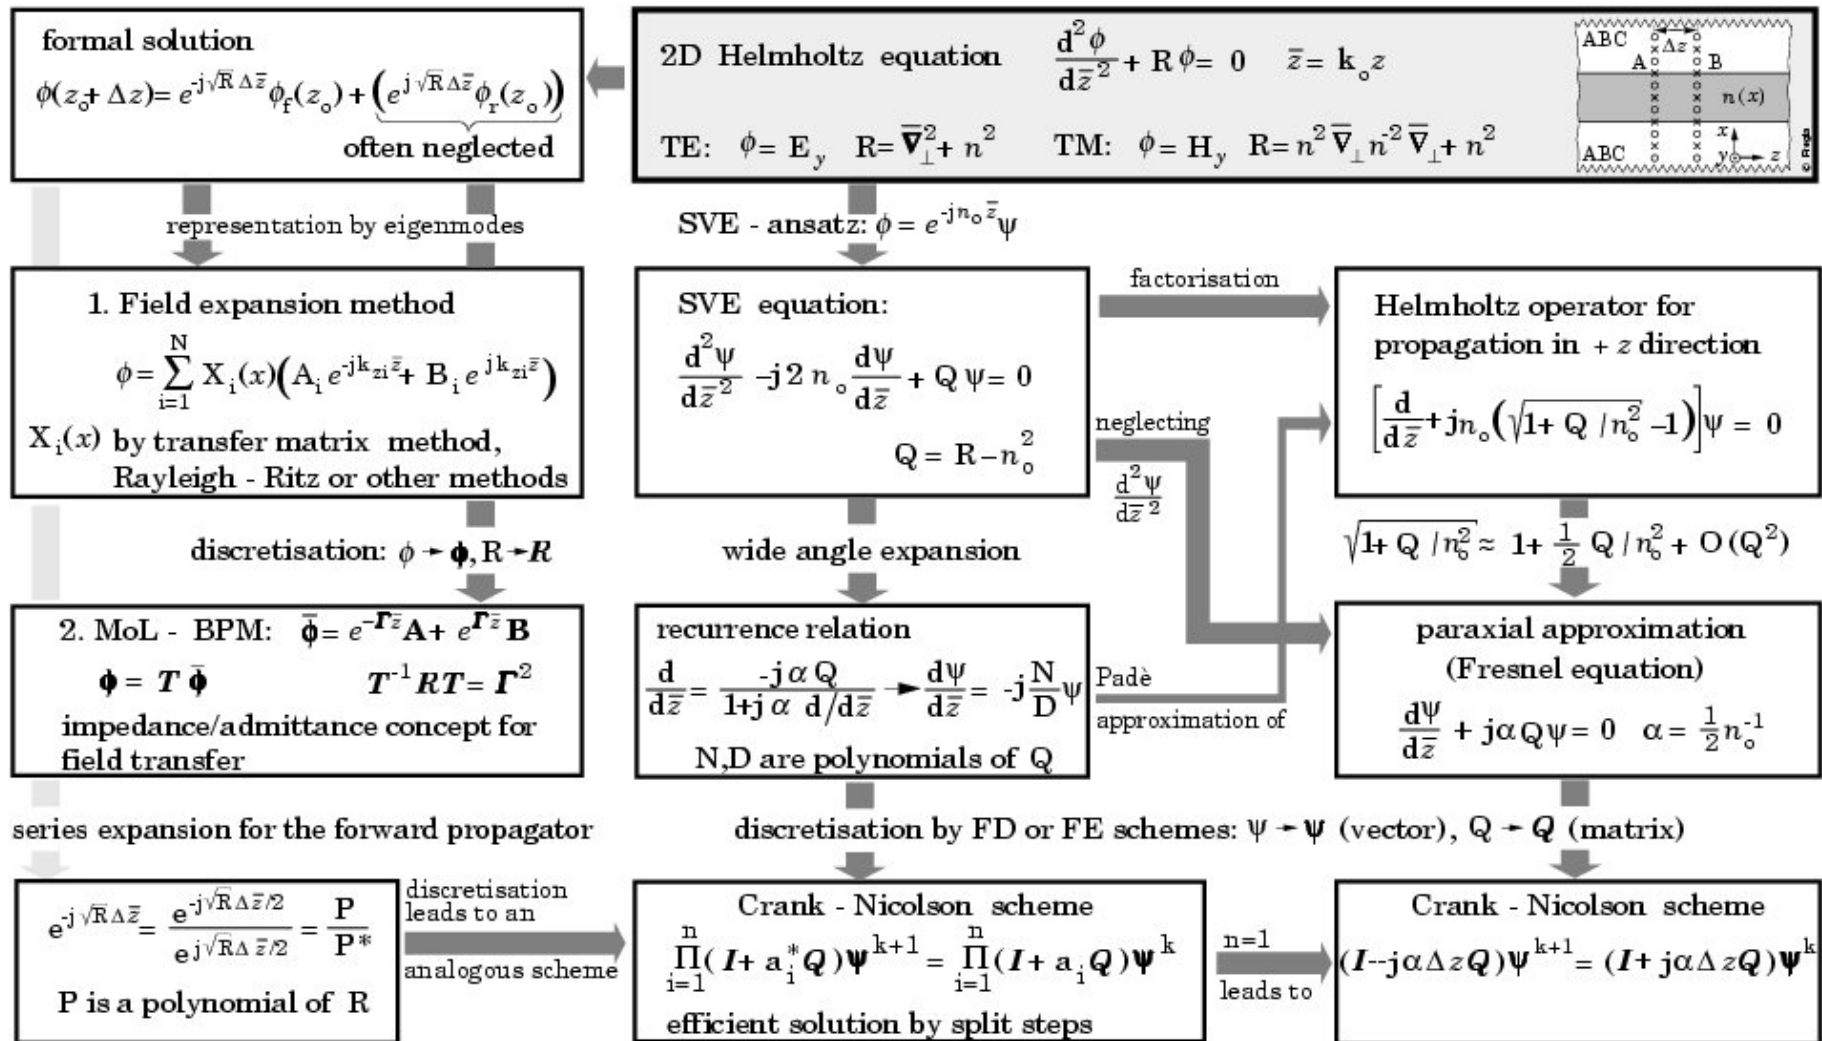 formal solution
ϕ(z₀+ Δz)= e^{-j√R Δz̄}ϕ_f(z₀) + (e^{j√R Δz̄}ϕ_r(z₀))
often neglected
2D Helmholtz equation d²ϕ/dz̄² + R ϕ = 0 z̄ = k₀z
TE: ϕ = E_y R= ∇̄²_⊥ + n² TM: ϕ = H_y R= n² ∇̄_⊥ n⁻² ∇̄_⊥ + n²
ABC Δz
A B
n(x)
x
y z
ABC
© Regla
representation by eigenmodes
SVE - ansatz: ϕ = e^{-jn₀z̄}ψ
1. Field expansion method
ϕ = ∑_{i=1}^{N} X_i(x)(A_i e^{-jk_{zi}z̄} + B_i e^{jk_{zi}z̄})
X_i(x) by transfer matrix method,
Rayleigh - Ritz or other methods
SVE equation:
d²ψ/dz̄² -j2 n₀ dψ/dz̄ + Q ψ = 0
Q = R - n₀²
factorisation
neglecting
d²ψ/dz̄²
Helmholtz operator for
propagation in + z direction
[d/dz̄ + jn₀(√(1+ Q /n₀²) -1)]ψ = 0
discretisation: ϕ → ϕ, R → R
wide angle expansion
√(1+ Q /n₀²) ≈ 1+ 1/2 Q /n₀² + O (Q²)
2. MoL - BPM: ϕ̄ = e^{-Γz̄}A + e^{Γz̄}B
ϕ = T ϕ̄ T⁻¹RT = Γ²
impedance/admittance concept for
field transfer
recurrence relation
d/dz̄ = -jα Q/(1+jα d/dz̄) → dψ/dz̄ = -j N/D ψ
N,D are polynomials of Q
Padè
approximation of
paraxial approximation
(Fresnel equation)
dψ/dz̄ + jαQψ = 0 α = 1/2 n₀⁻¹
series expansion for the forward propagator
discretisation by FD or FE schemes: ψ → ψ (vector), Q → Q (matrix)
e^{-j√R Δz̄} = e^{-j√R Δz̄/2}/e^{j√R Δz̄/2} = P/P*
P is a polynomial of R
discretisation
leads to an
analogous scheme
Crank - Nicolson scheme
∏_{i=1}^{n}(I + a_i* Q)ψ^{k+1} = ∏_{i=1}^{n}(I + a_i Q)ψ^k
efficient solution by split steps
n=1
leads to
Crank - Nicolson scheme
(I--jαΔzQ)ψ^{k+1} = (I+ jαΔzQ)ψ^k